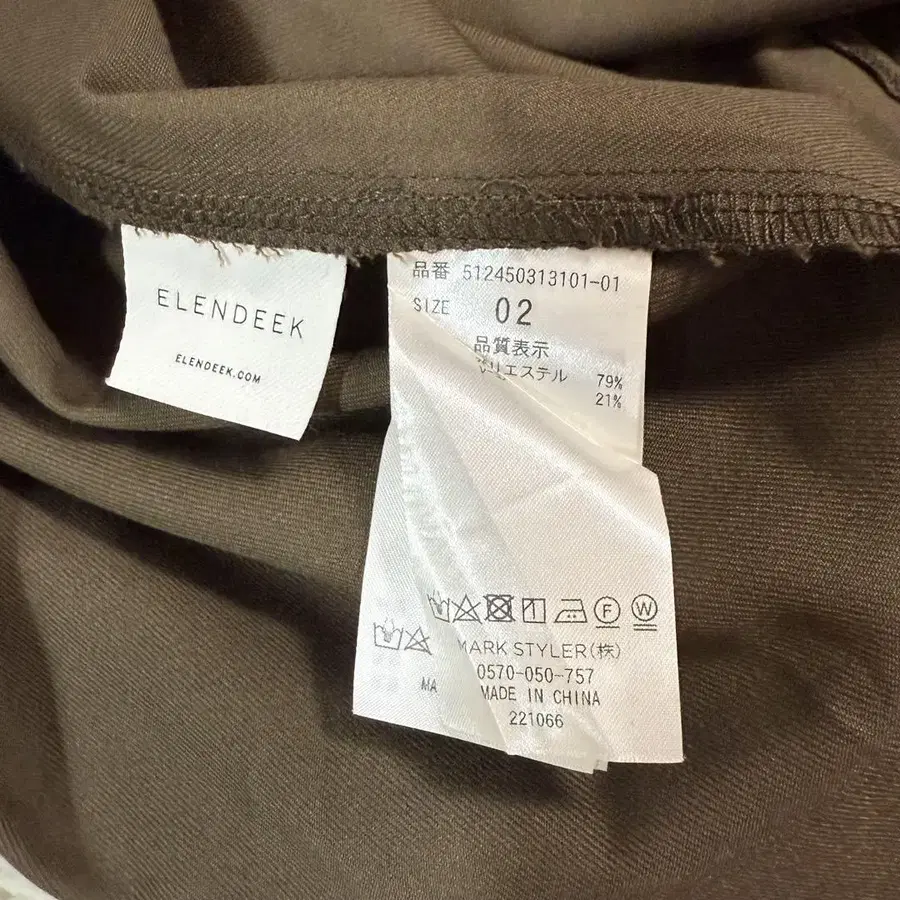 ELENDEEK
ELENDEEK.COM
品番 512450313101-01
SIZE 02
品質表示
リエステル 79%
21%
F
W
MARK STYLER(株)
0570-050-757
MADE IN CHINA
MA
221066